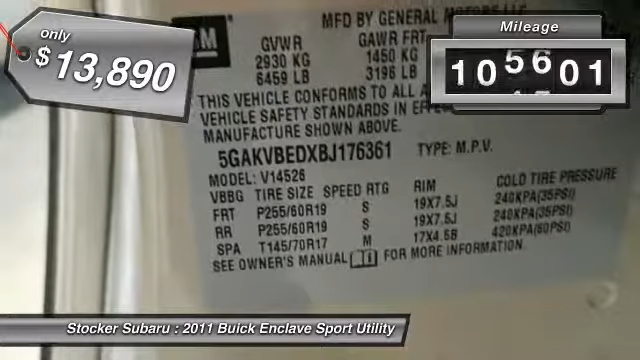 only
$13,890
Mileage
105601
GM
MFD BY GENERAL MOTORS LLC
GVWR GAWR FRT
2930 KG 1450 KG
6459 LB 3196 LB
THIS VEHICLE CONFORMS TO ALL A
VEHICLE SAFETY STANDARDS IN EFFE
MANUFACTURE SHOWN ABOVE.
5GAKVBEDXBJ176361 TYPE: M.P.V.
MODEL: V14526
VBBG TIRE SIZE SPEED RTG RIM COLD TIRE PRESSURE
FRT P255/60R19 S 19X7.5J 240KPA(35PSI)
RR P255/60R19 S 19X7.5J 240KPA(35PSI)
SPA T145/70R17 M 17X4.5B 420KPA(60PSI)
SEE OWNER'S MANUAL FOR MORE INFORMATION.
Stocker Subaru : 2011 Buick Enclave Sport Utility